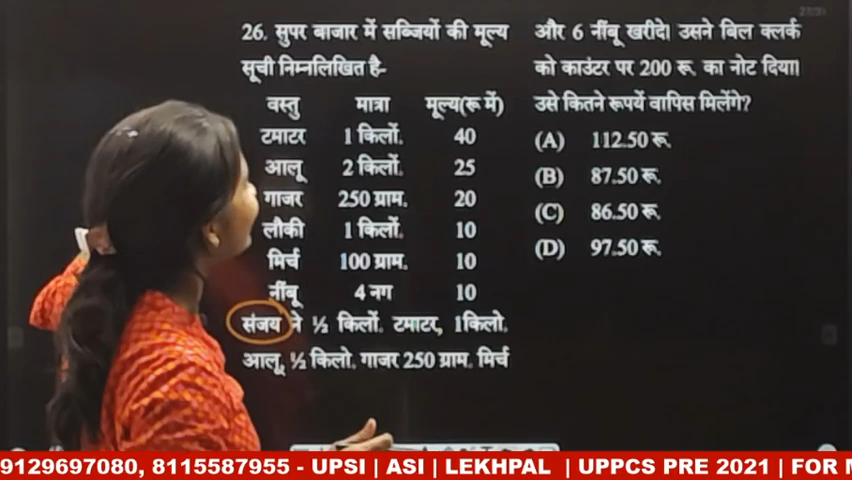 26. सुपर बाजार में सब्जियों की मूल्य
सूची निम्नलिखित है-
वस्तु मात्रा मूल्य(रू में)
टमाटर 1 किलों. 40
आलू 2 किलों. 25
गाजर 250 ग्राम. 20
लौकी 1 किलों. 10
मिर्च 100 ग्राम. 10
नींबू 4 नग 10
संजय ने ½ किलों. टमाटर, 1किलो.
आलू, ½ किलो. गाजर 250 ग्राम. मिर्च
और 6 नींबू खरीदे। उसने बिल क्लर्क
को काउंटर पर 200 रू. का नोट दिया।
उसे कितने रूपयें वापिस मिलेंगे?
(A) 112.50 रू.
(B) 87.50 रू.
(C) 86.50 रू.
(D) 97.50 रू.
9129697080, 8115587955 - UPSI | ASI | LEKHPAL | UPPCS PRE 2021 | FOR